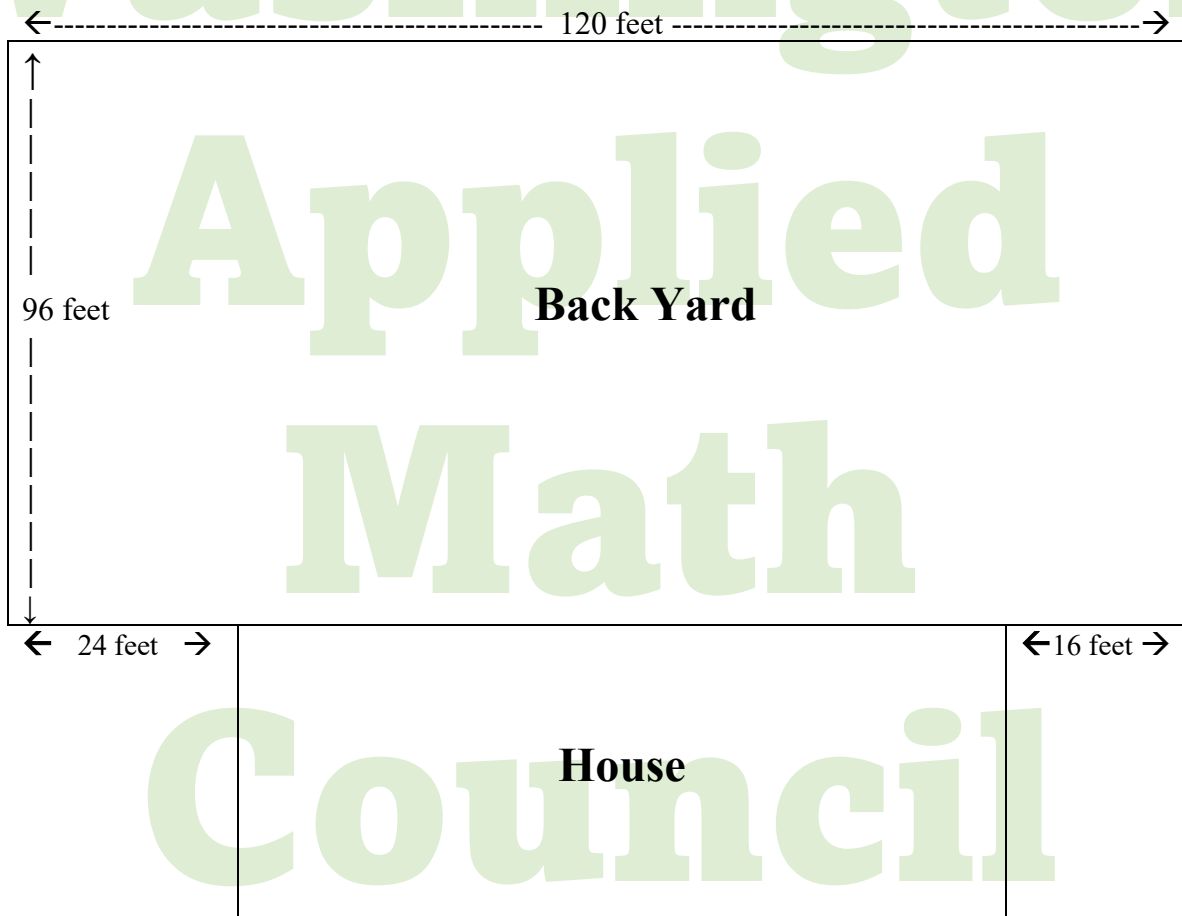 120 feet
96 feet
Back Yard
24 feet
16 feet
House
Applied
Math
Council